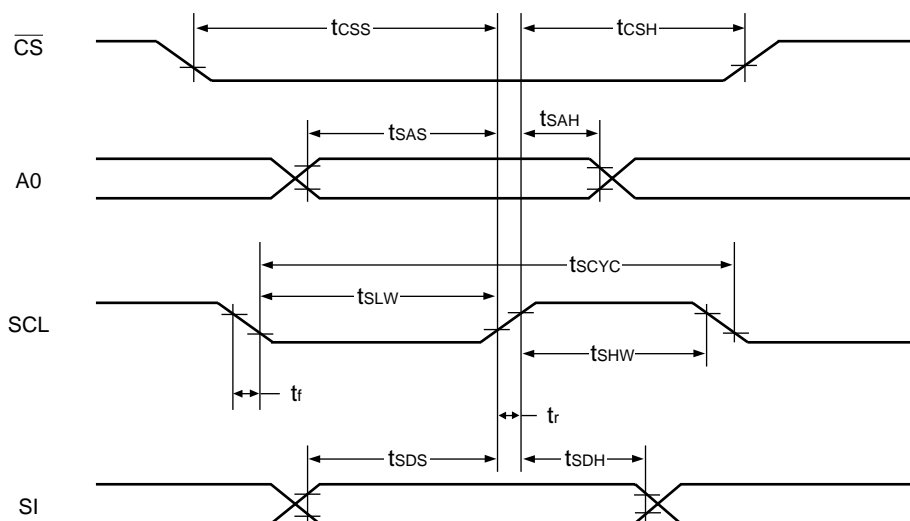 tCSS
tCSH
CS
tSAS
tSAH
A0
tSCYC
tSLW
SCL
tSHW
tf
tr
tSDS
tSDH
SI